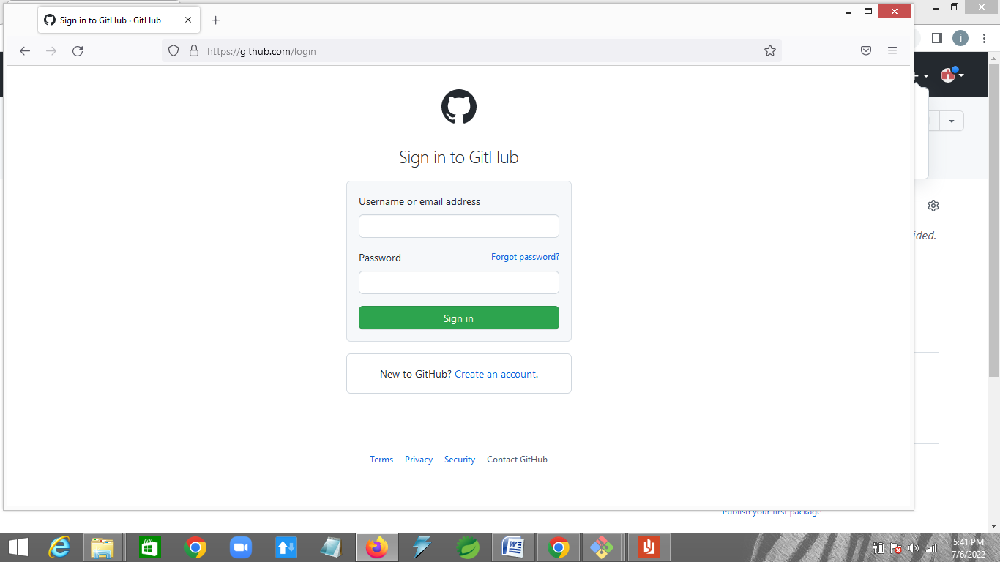 Sign in to GitHub · GitHub
j
https://github.com/login
Sign in to GitHub
Username or email address
Password
Forgot password?
Sign in
New to GitHub? Create an account.
Terms
Privacy
Security
Contact GitHub
ided.
Publish your first package
5:41 PM
7/6/2022